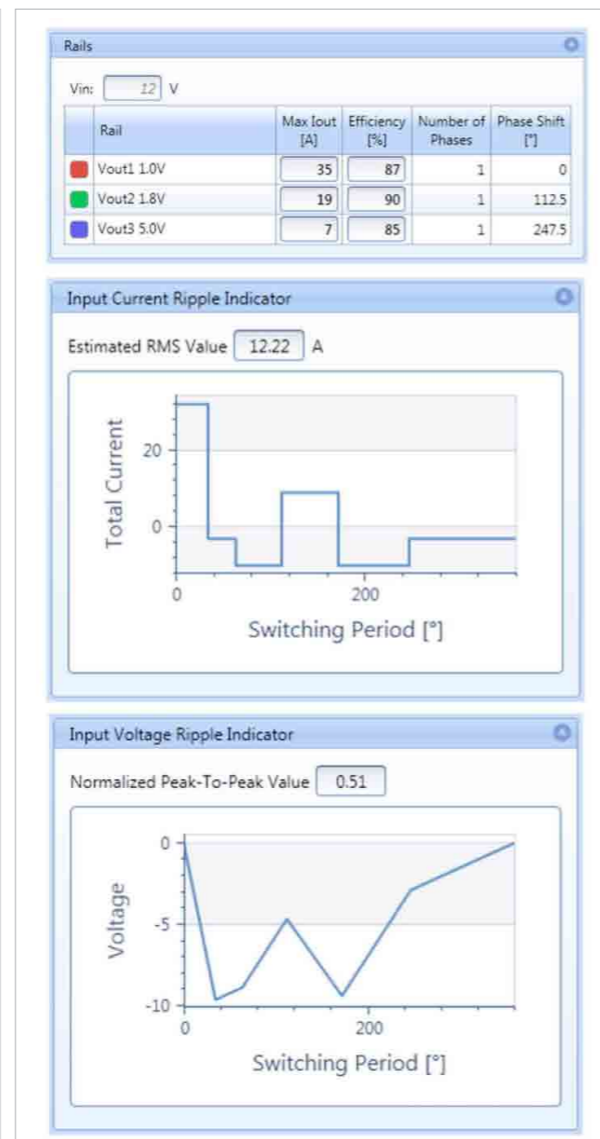 Rails
Vin: 12 V
Rail Max Iout [A] Efficiency [%] Number of Phases Phase Shift [°]
Vout1 1.0V 35 87 1 0
Vout2 1.8V 19 90 1 112.5
Vout3 5.0V 7 85 1 247.5
Input Current Ripple Indicator
Estimated RMS Value 12.22 A
Total Current
20
0
0 200
Switching Period [°]
Input Voltage Ripple Indicator
Normalized Peak-To-Peak Value 0.51
Voltage
0
-5
-10
0 200
Switching Period [°]